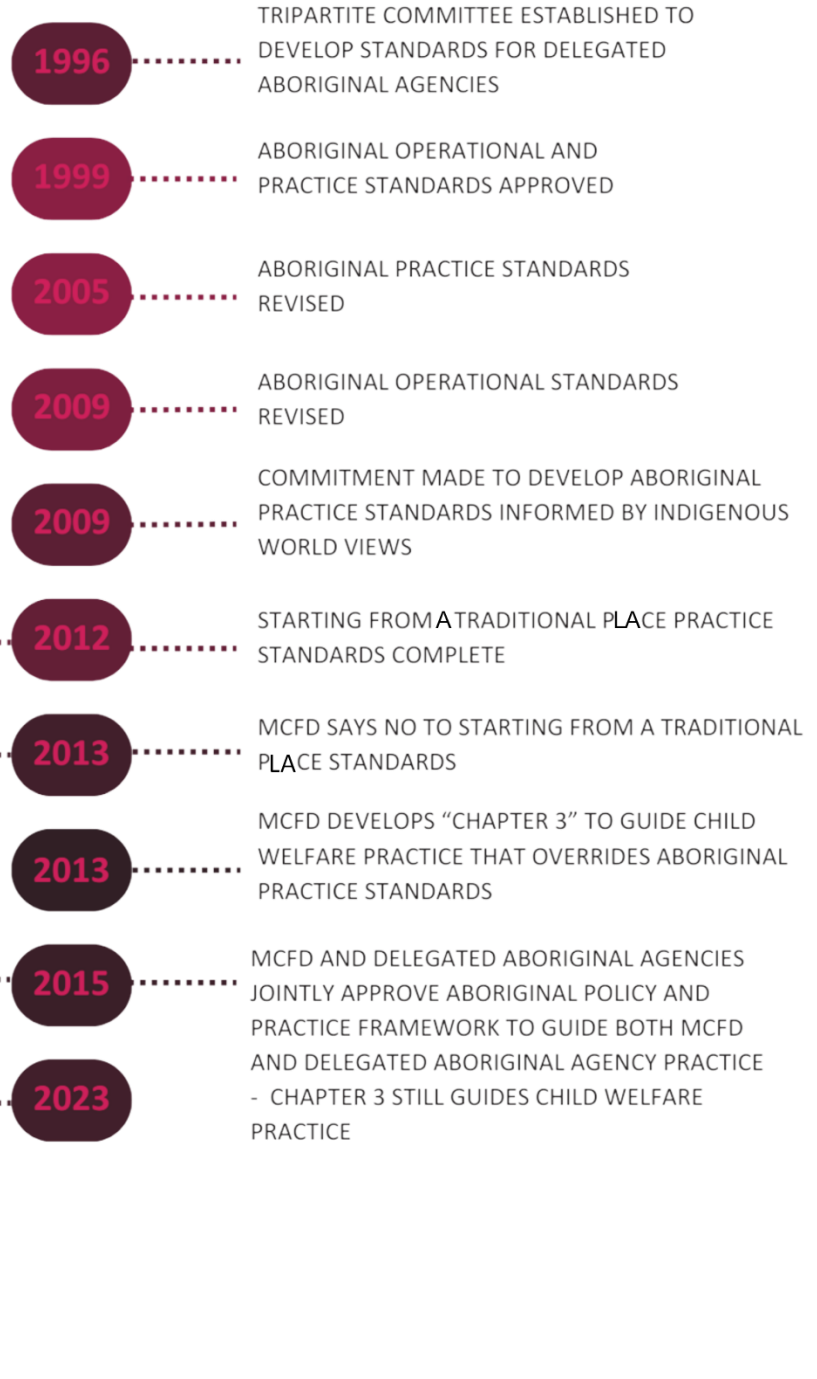 1996
TRIPARTITE COMMITTEE ESTABLISHED TO
DEVELOP STANDARDS FOR DELEGATED
ABORIGINAL AGENCIES
1999
ABORIGINAL OPERATIONAL AND
PRACTICE STANDARDS APPROVED
2005
ABORIGINAL PRACTICE STANDARDS
REVISED
2009
ABORIGINAL OPERATIONAL STANDARDS
REVISED
2009
COMMITMENT MADE TO DEVELOP ABORIGINAL
PRACTICE STANDARDS INFORMED BY INDIGENOUS
WORLD VIEWS
2012
STARTING FROM A TRADITIONAL PLACE PRACTICE
STANDARDS COMPLETE
2013
MCFD SAYS NO TO STARTING FROM A TRADITIONAL
PLACE STANDARDS
2013
MCFD DEVELOPS “CHAPTER 3” TO GUIDE CHILD
WELFARE PRACTICE THAT OVERRIDES ABORIGINAL
PRACTICE STANDARDS
2015
MCFD AND DELEGATED ABORIGINAL AGENCIES
JOINTLY APPROVE ABORIGINAL POLICY AND
PRACTICE FRAMEWORK TO GUIDE BOTH MCFD
AND DELEGATED ABORIGINAL AGENCY PRACTICE
2023
- CHAPTER 3 STILL GUIDES CHILD WELFARE
PRACTICE